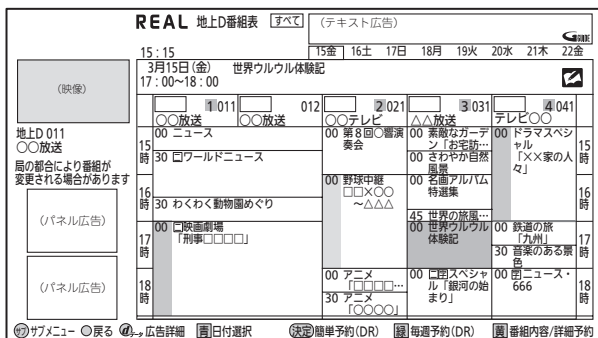 REAL 地上D番組表 すべて
(テキスト広告)
G GUIDE
15:15
15金 16土 17日 18月 19火 20水 21木 22金
3月15日(金) 世界ウルウル体験記
17:00〜18:00
(映像)
地上D 011
○○放送
局の都合により番組が
変更される場合があります
(パネル広告)
(パネル広告)
1 011
○○放送
012
○○放送
2 021
○○テレビ
3 031
△△放送
4 041
テレビ○○
15時
16時
17時
18時
00 ニュース
30 □ワールドニュース
30 わくわく動物園めぐり
00 □映画劇場
「刑事□□□□」
00 第8回○響演
奏会
00 野球中継
□□×○○
〜△△△
00 アニメ
「□□□□…
30 アニメ
「○○○○」
00 素敵なガーデ
ン「お宅訪…
00 さわやか自然
風景
00 名画アルバム
特選集
45 世界の旅風…
00 世界ウルウル
体験記
00 スペシャ
ル「銀河の始
まり」
00 ドラマスペシ
ャル
「××家の人
々」
00 鉄道の旅
「九州」
30 音楽のある景
色
00 ニュース・
666
15時
16時
17時
18時
サブ サブメニュー 戻る d 広告詳細 青 日付選択 決定 簡単予約(DR) 緑 毎週予約(DR) 黄 番組内容/詳細予約